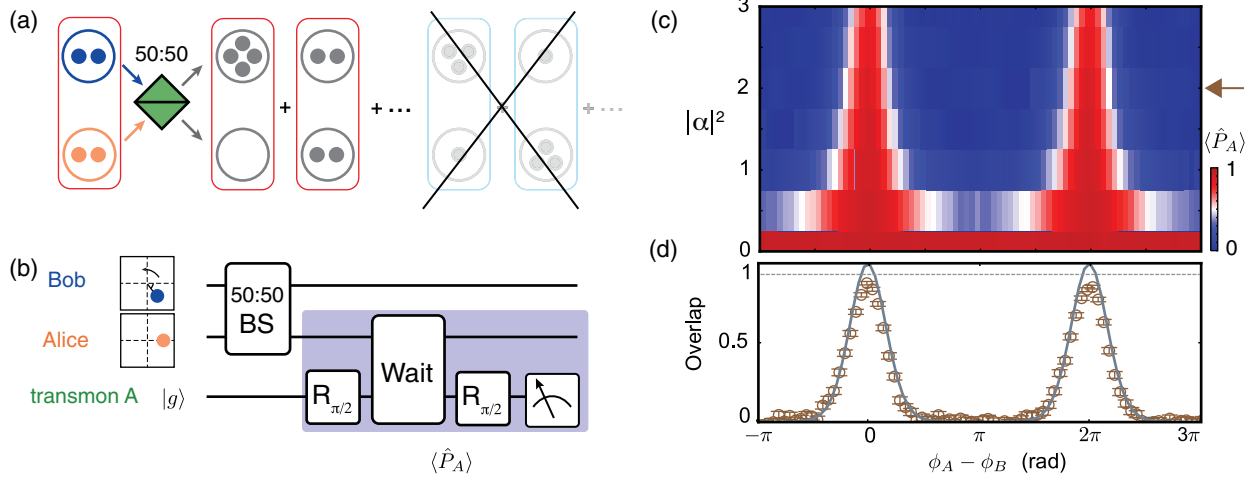 (a)
50:50
+
+ ...
+
+ ...
(b)
Bob
Alice
transmon A
|g⟩
50:50
BS
R_{π/2}
Wait
R_{π/2}
⟨P̂_A⟩
(c)
3
2
|α|²
1
0
⟨P̂_A⟩
1
0
(d)
1
Overlap
0.5
0
−π
0
π
2π
3π
ϕ_A − ϕ_B (rad)